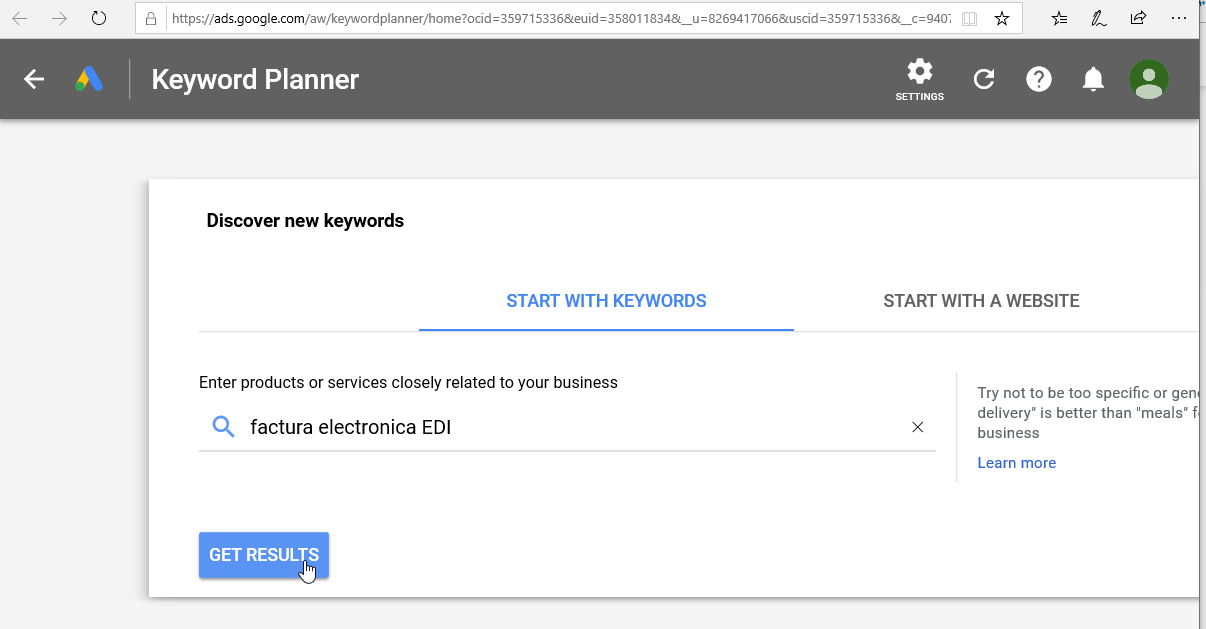 https://ads.google.com/aw/keywordplanner/home?ocid=359715336&euid=358011834&__u=8269417066&uscid=359715336&__c=9407
Keyword Planner
SETTINGS
Discover new keywords
START WITH KEYWORDS
START WITH A WEBSITE
Enter products or services closely related to your business
factura electronica EDI
Try not to be too specific or gen
delivery" is better than "meals" f
business
Learn more
GET RESULTS